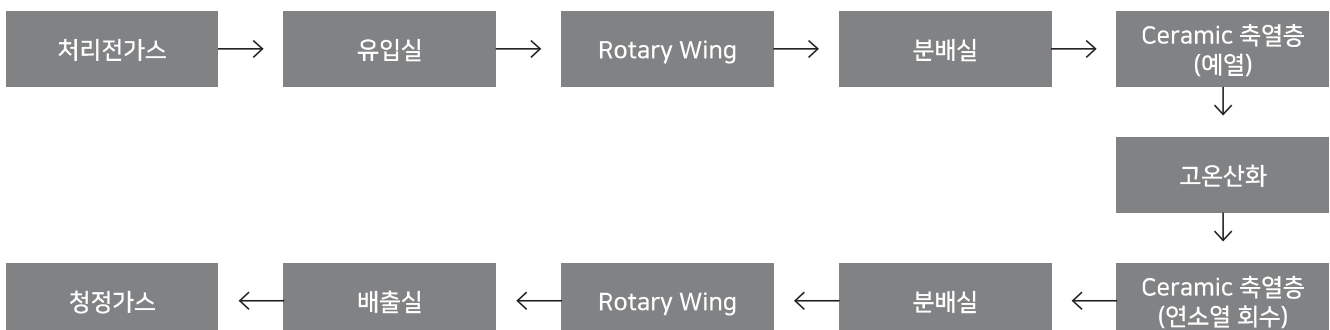 처리전가스
유입실
Rotary Wing
분배실
Ceramic 축열층
(예열)
고온산화
Ceramic 축열층
(연소열 회수)
분배실
Rotary Wing
배출실
청정가스